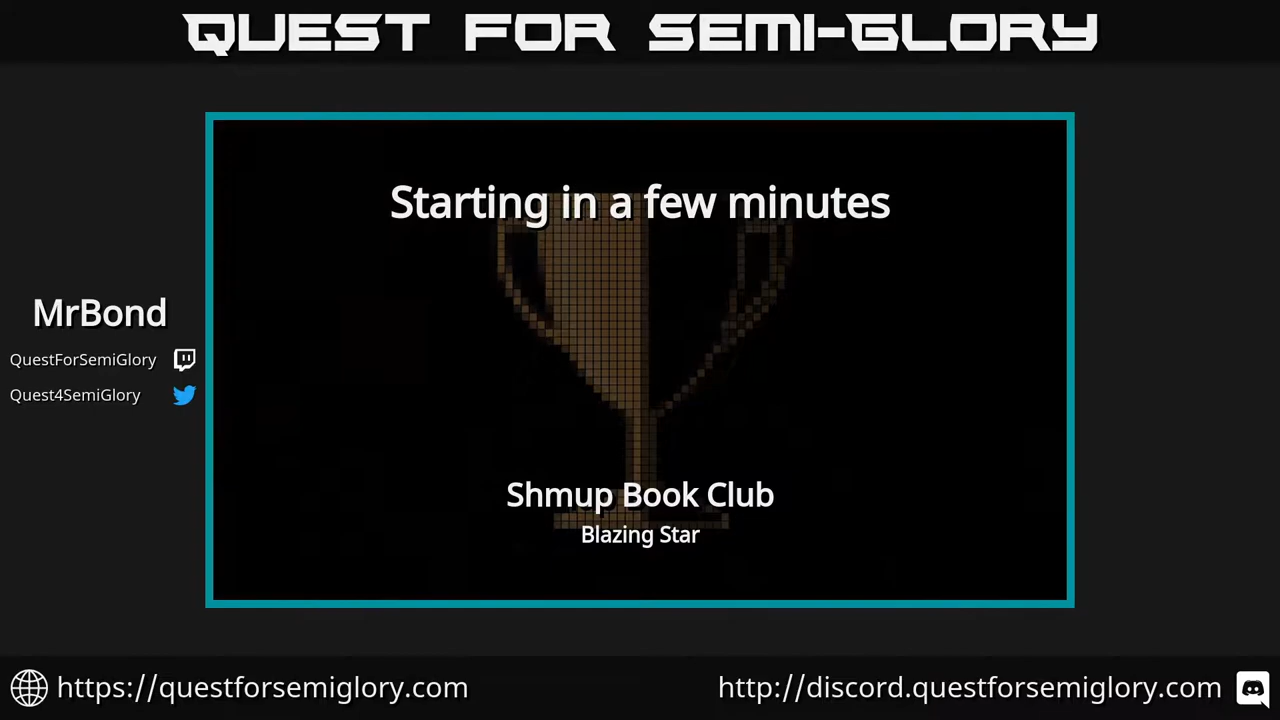 QUEST FOR SEMI-GLORY
Starting in a few minutes
MrBond
QuestForSemiGlory
Quest4SemiGlory
Shmup Book Club
Blazing Star
https://questforsemiglory.com
http://discord.questforsemiglory.com